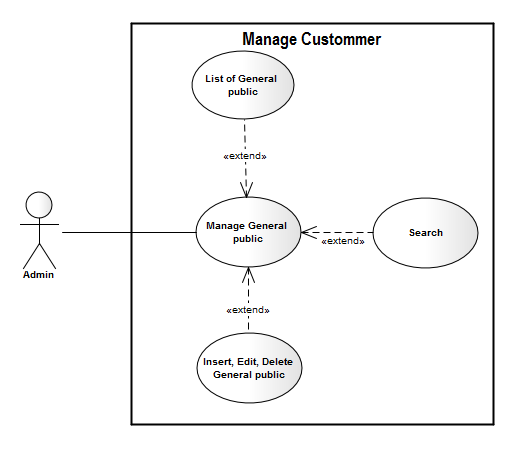 Manage Custommer
List of General
public
«extend»
Manage General
public
«extend»
Search
Admin
«extend»
Insert, Edit, Delete
General public